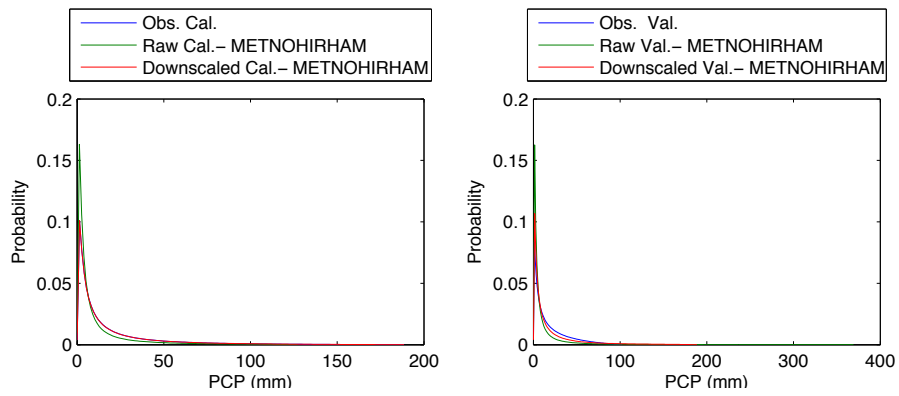 Obs. Cal.
Raw Cal.− METNOHIRHAM
Downscaled Cal.− METNOHIRHAM
0.2
0.15
0.1
0.05
0
Probability
0 50 100 150 200
PCP (mm)
Obs. Val.
Raw Val.− METNOHIRHAM
Downscaled Val.− METNOHIRHAM
0.2
0.15
0.1
0.05
0
Probability
0 100 200 300 400
PCP (mm)